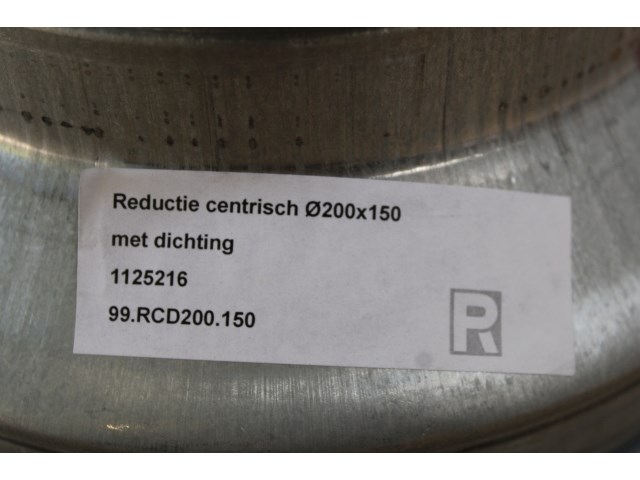 Reductie centrisch Ø200x150
met dichting
1125216
99.RCD200.150
R